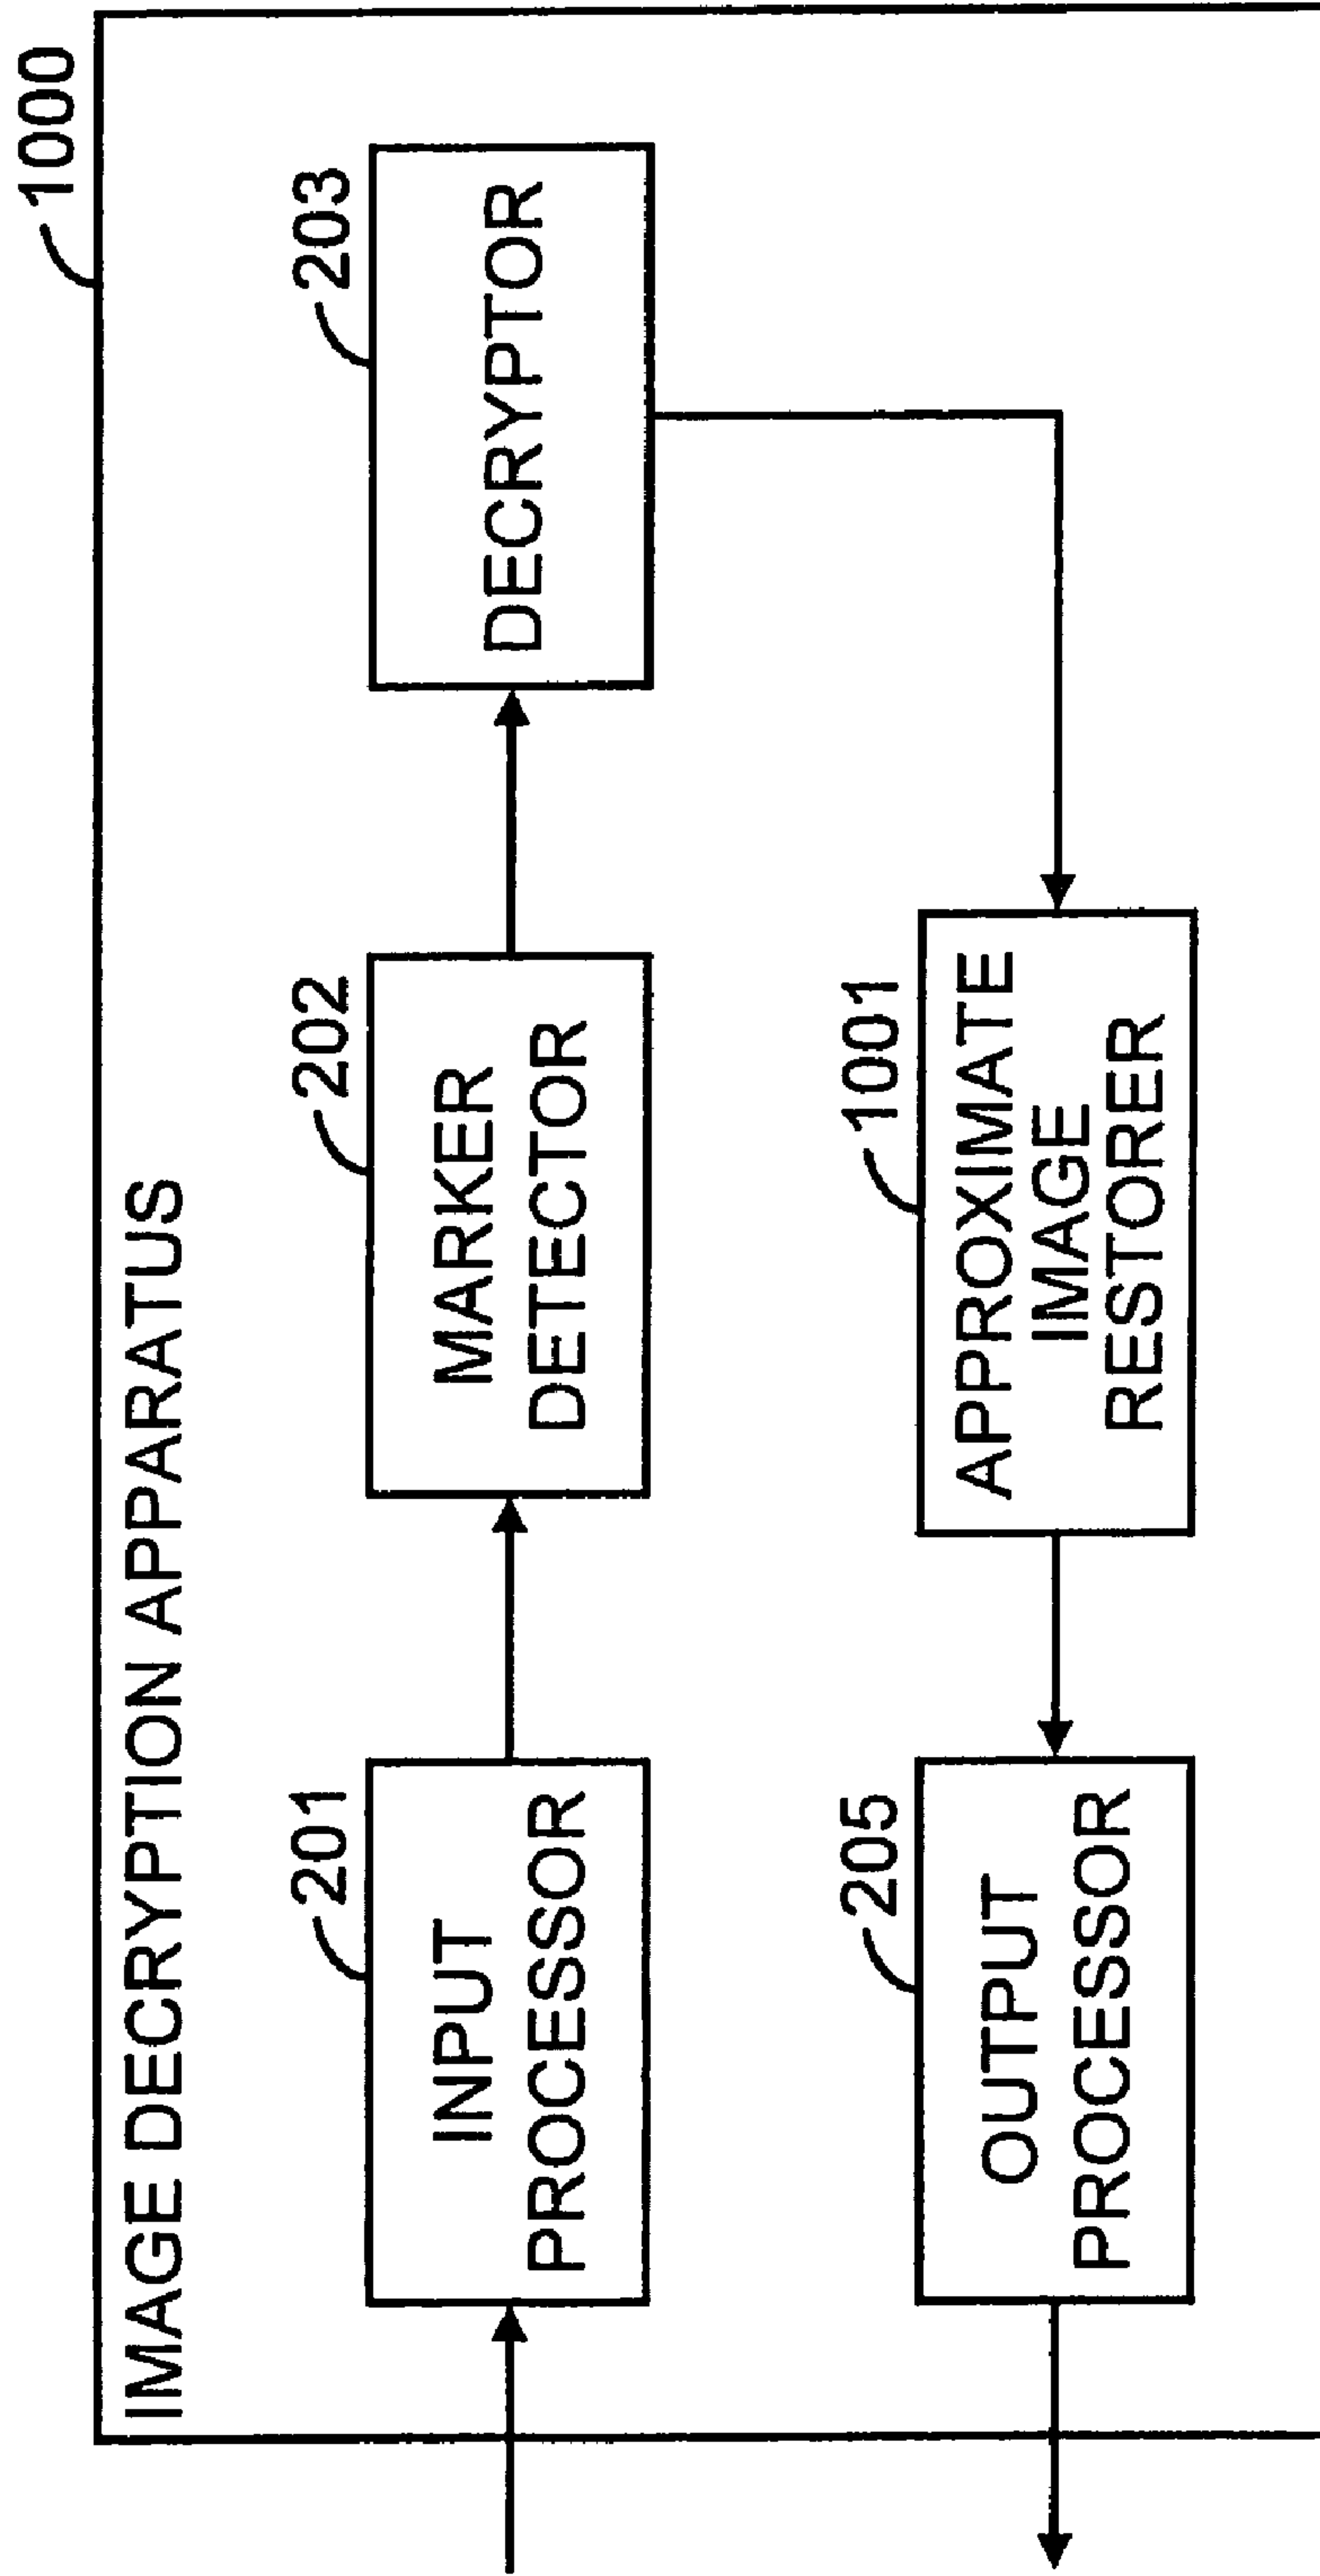 1000
IMAGE DECRYPTION APPARATUS
201
INPUT
PROCESSOR
202
MARKER
DETECTOR
203
DECRYPTOR
205
OUTPUT
PROCESSOR
1001
APPROXIMATE
IMAGE
RESTORER